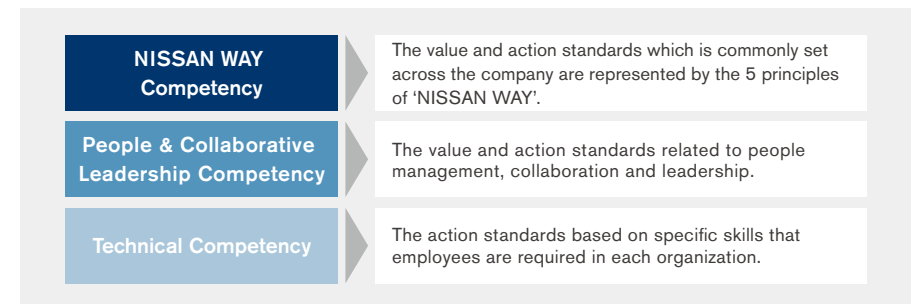 NISSAN WAY
Competency
The value and action standards which is commonly set
across the company are represented by the 5 principles
of ‘NISSAN WAY’.
People & Collaborative
Leadership Competency
The value and action standards related to people
management, collaboration and leadership.
Technical Competency
The action standards based on specific skills that
employees are required in each organization.